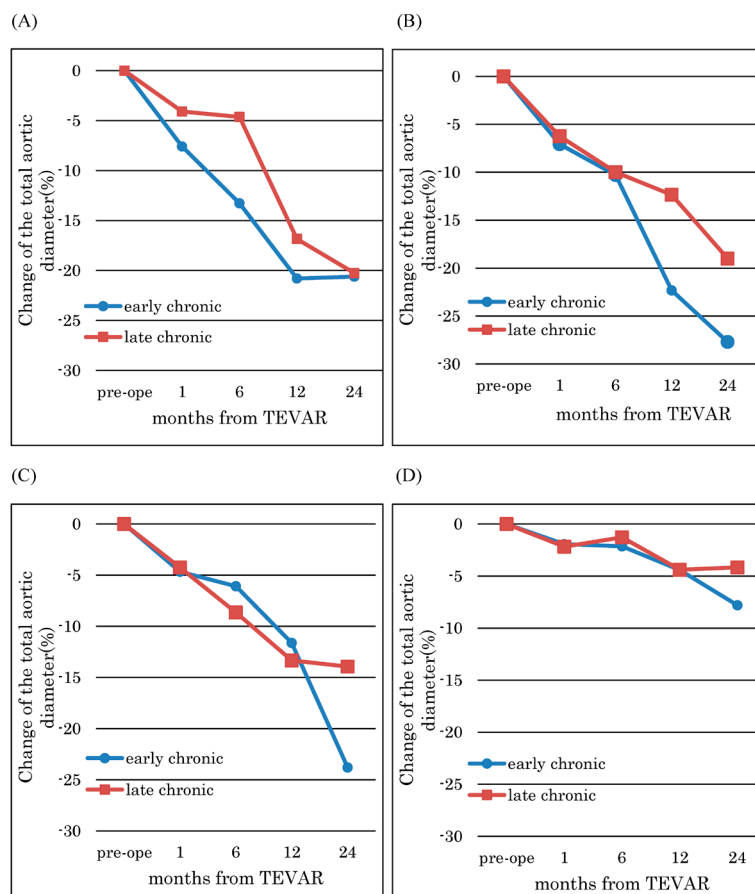 (A)
Change of the total aortic
diameter(%)
0
-5
-10
-15
-20
-25
-30
early chronic
late chronic
pre-ope 1 6 12 24
months from TEVAR
(B)
Change of the total aortic
diameter(%)
0
-5
-10
-15
-20
-25
-30
early chronic
late chronic
pre-ope 1 6 12 24
months from TEVAR
(C)
Change of the total aortic
diameter(%)
0
-5
-10
-15
-20
-25
-30
early chronic
late chronic
pre-ope 1 6 12 24
months from TEVAR
(D)
Change of the total aortic
diameter(%)
0
-5
-10
-15
-20
-25
-30
early chronic
late chronic
pre-ope 1 6 12 24
months from TEVAR